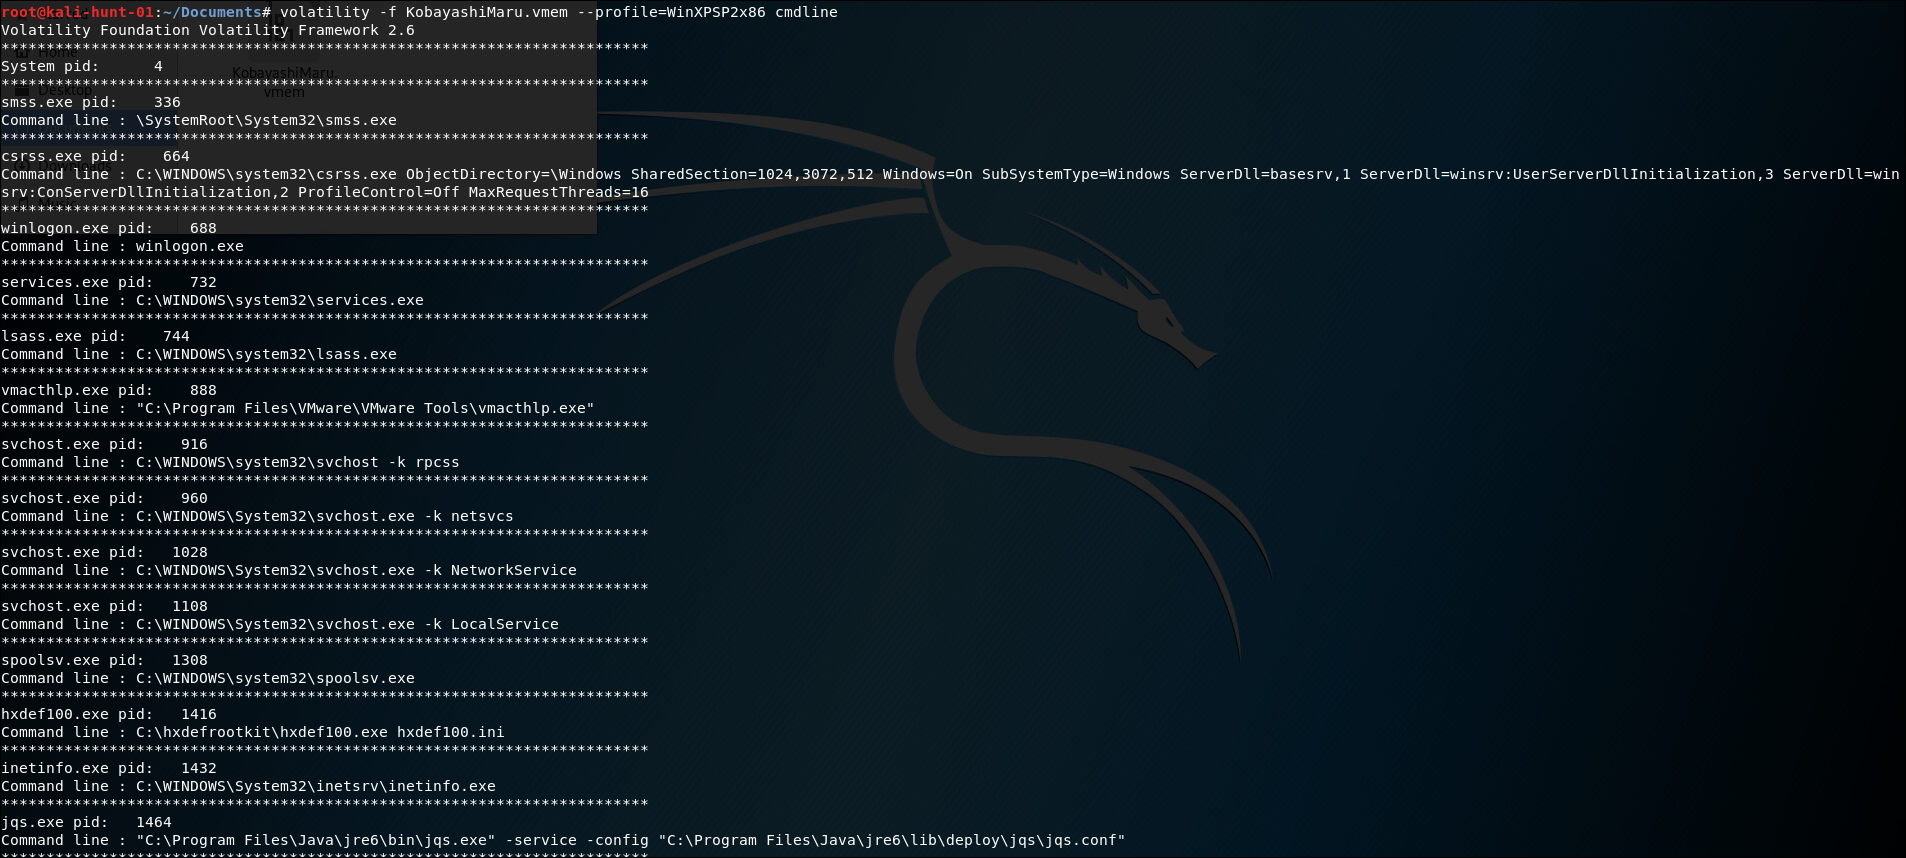 root@kali-hunt-01:~/Documents# volatility -f KobayashiMaru.vmem --profile=WinXPSP2x86 cmdline
Volatility Foundation Volatility Framework 2.6
************************************************************************
System pid:      4
************************************************************************
smss.exe pid:    336
Command line : \SystemRoot\System32\smss.exe
************************************************************************
csrss.exe pid:    664
Command line : C:\WINDOWS\system32\csrss.exe ObjectDirectory=\Windows SharedSection=1024,3072,512 Windows=On SubSystemType=Windows ServerDll=basesrv,1 ServerDll=winsrv:UserServerDllInitialization,3 ServerDll=win
srv:ConServerDllInitialization,2 ProfileControl=Off MaxRequestThreads=16
************************************************************************
winlogon.exe pid:    688
Command line : winlogon.exe
************************************************************************
services.exe pid:    732
Command line : C:\WINDOWS\system32\services.exe
************************************************************************
lsass.exe pid:    744
Command line : C:\WINDOWS\system32\lsass.exe
************************************************************************
vmacthlp.exe pid:    888
Command line : "C:\Program Files\VMware\VMware Tools\vmacthlp.exe"
************************************************************************
svchost.exe pid:    916
Command line : C:\WINDOWS\system32\svchost -k rpcss
************************************************************************
svchost.exe pid:    960
Command line : C:\WINDOWS\System32\svchost.exe -k netsvcs
************************************************************************
svchost.exe pid:   1028
Command line : C:\WINDOWS\System32\svchost.exe -k NetworkService
************************************************************************
svchost.exe pid:   1108
Command line : C:\WINDOWS\System32\svchost.exe -k LocalService
************************************************************************
spoolsv.exe pid:   1308
Command line : C:\WINDOWS\system32\spoolsv.exe
************************************************************************
hxdef100.exe pid:   1416
Command line : C:\hxdefrootkit\hxdef100.exe hxdef100.ini
************************************************************************
inetinfo.exe pid:   1432
Command line : C:\WINDOWS\System32\inetsrv\inetinfo.exe
************************************************************************
jqs.exe pid:   1464
Command line : "C:\Program Files\Java\jre6\bin\jqs.exe" -service -config "C:\Program Files\Java\jre6\lib\deploy\jqs\jqs.conf"
************************************************************************
Home
Desktop
Downloads
Music
KobayashiMaru.
vmem